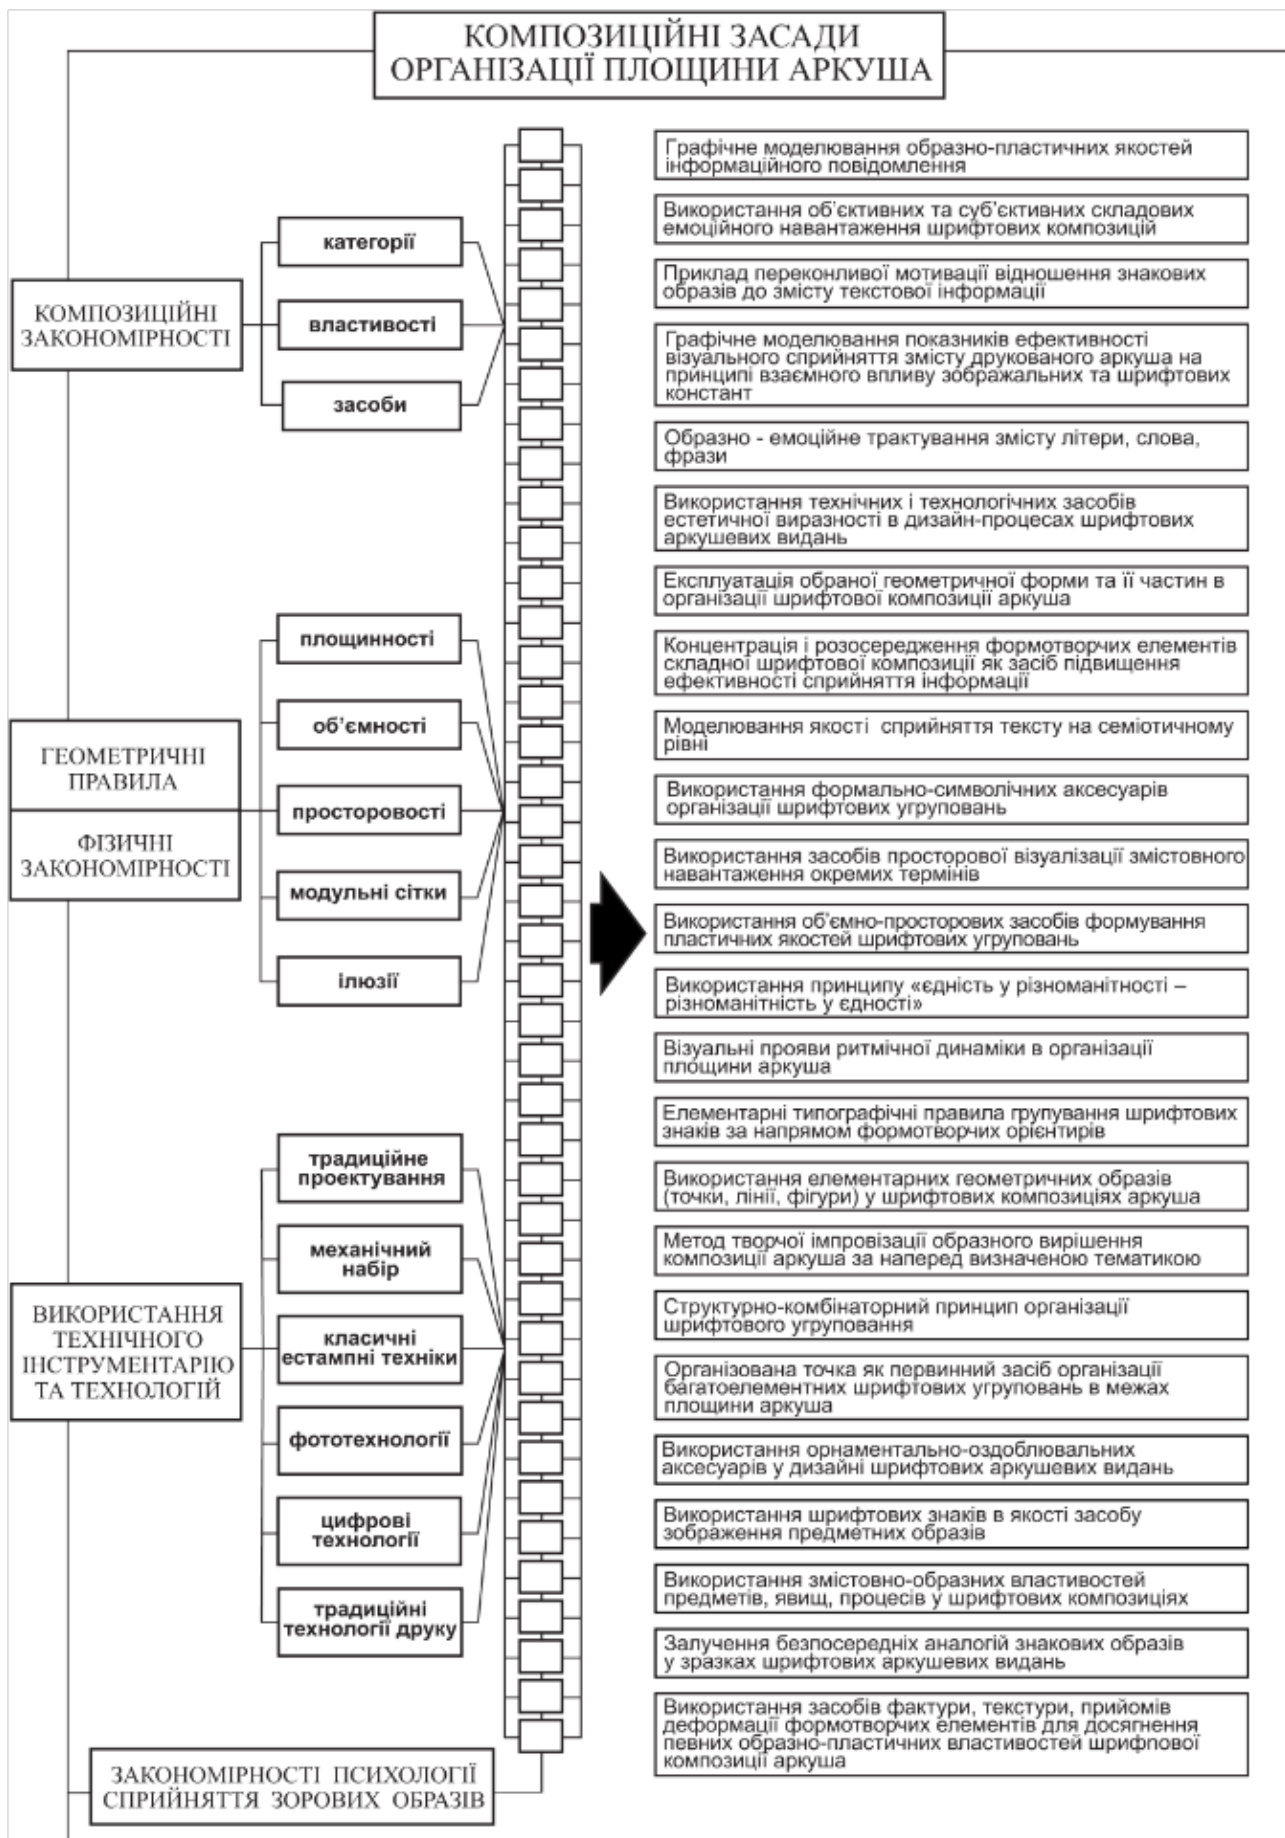 КОМПОЗИЦІЙНІ ЗАСАДИ
ОРГАНІЗАЦІЇ ПЛОЩИНИ АРКУША
КОМПОЗИЦІЙНІ
ЗАКОНОМІРНОСТІ
категорії
властивості
засоби
ГЕОМЕТРИЧНІ
ПРАВИЛА
ФІЗИЧНІ
ЗАКОНОМІРНОСТІ
площинності
об’ємності
просторовості
модульні сітки
ілюзії
ВИКОРИСТАННЯ
ТЕХНІЧНОГО
ІНСТРУМЕНТАРІЮ
ТА ТЕХНОЛОГІЙ
традиційне
проектування
механічний
набір
класичні
естампні техніки
фототехнології
цифрові
технології
традиційні
технології друку
ЗАКОНОМІРНОСТІ ПСИХОЛОГІЇ
СПРИЙНЯТТЯ ЗОРОВИХ ОБРАЗІВ
Графічне моделювання образно-пластичних якостей
інформаційного повідомлення
Використання об’єктивних та суб’єктивних складових
емоційного навантаження шрифтових композицій
Приклад переконливої мотивації відношення знакових
образів до змісту текстової інформації
Графічне моделювання показників ефективності
візуального сприйняття змісту друкованого аркуша на
принципі взаємного впливу зображальних та шрифтових
констант
Образно - емоційне трактування змісту літери, слова,
фрази
Використання технічних і технологічних засобів
естетичної виразності в дизайн-процесах шрифтових
аркушевих видань
Експлуатація обраної геометричної форми та її частин в
організації шрифтової композиції аркуша
Концентрація і розосередження формотворчих елементів
складної шрифтової композиції як засіб підвищення
ефективності сприйняття інформації
Моделювання якості сприйняття тексту на семіотичному
рівні
Використання формально-символічних аксесуарів
організації шрифтових угруповань
Використання засобів просторової візуалізації змістовного
навантаження окремих термінів
Використання об’ємно-просторових засобів формування
пластичних якостей шрифтових угруповань
Використання принципу «єдність у різноманітності –
різноманітність у єдності»
Візуальні прояви ритмічної динаміки в організації
площини аркуша
Елементарні типографічні правила групування шрифтових
знаків за напрямом формотворчих орієнтирів
Використання елементарних геометричних образів
(точки, лінії, фігури) у шрифтових композиціях аркуша
Метод творчої імпровізації образного вирішення
композиції аркуша за наперед визначеною тематикою
Структурно-комбінаторний принцип організації
шрифтового угруповання
Організована точка як первинний засіб організації
багатоелементних шрифтових угруповань в межах
площини аркуша
Використання орнаментально-оздоблювальних
аксесуарів у дизайні шрифтових аркушевих видань
Використання шрифтових знаків в якості засобу
зображення предметних образів
Використання змістовно-образних властивостей
предметів, явищ, процесів у шрифтових композиціях
Залучення безпосередніх аналогій знакових образів
у зразках шрифтових аркушевих видань
Використання засобів фактури, текстури, прийомів
деформації формотворчих елементів для досягнення
певних образно-пластичних властивостей шрифпової
композиції аркуша